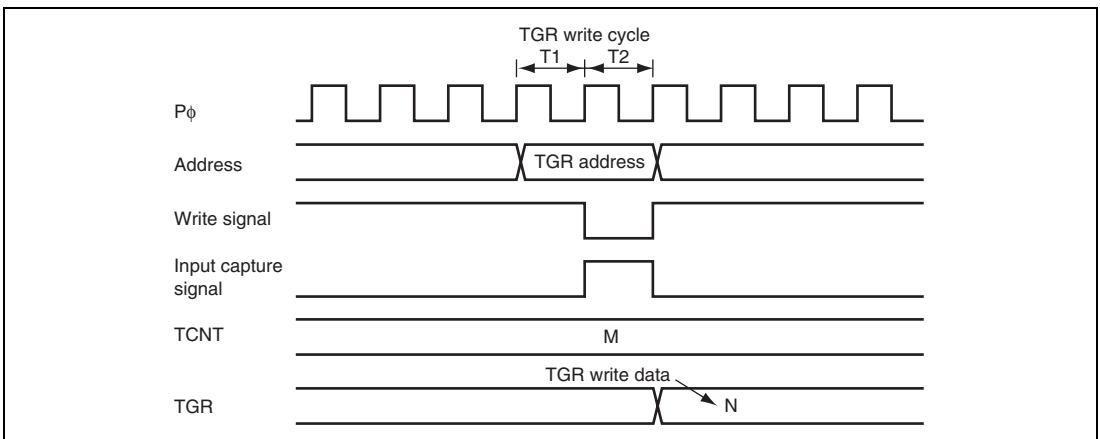 TGR write cycle
T1 T2
Pϕ
Address
TGR address
Write signal
Input capture
signal
TCNT
M
TGR write data
TGR
N